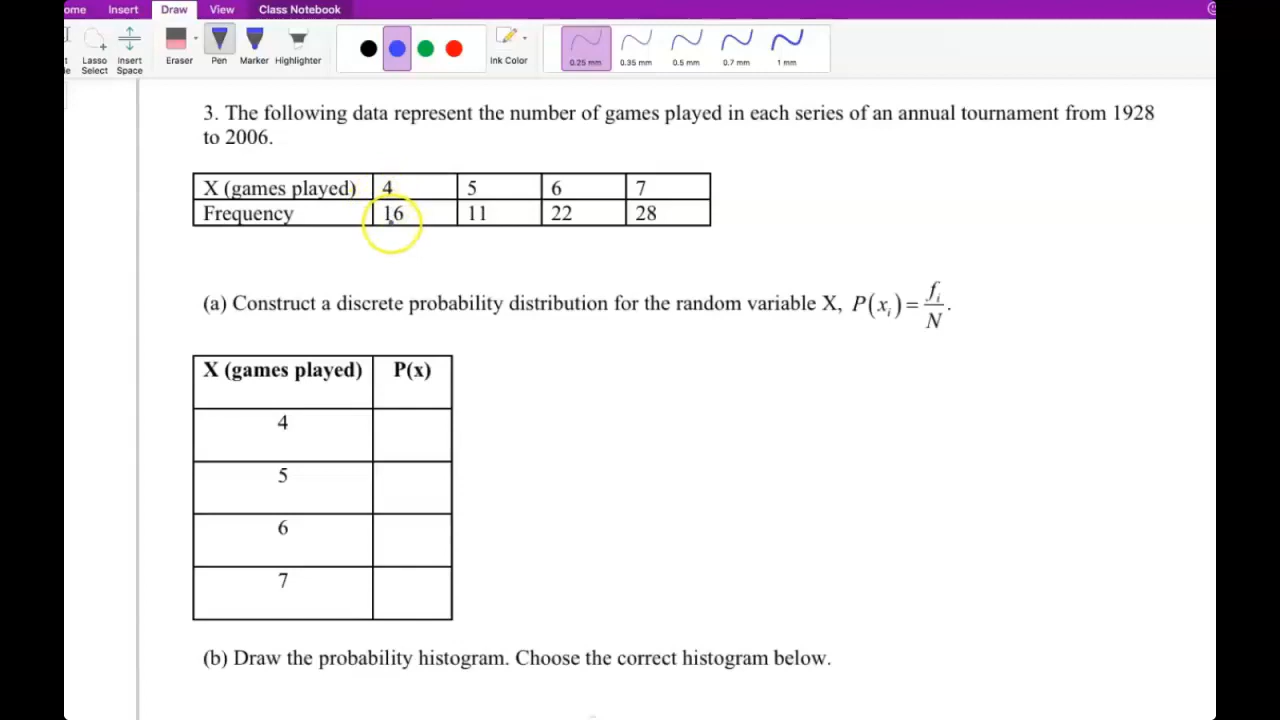 ome Insert Draw View Class Notebook
Lasso Select
Insert Space
Eraser
Pen
Marker
Highlighter
Ink Color
0.25 mm
0.35 mm
0.5 mm
0.7 mm
1 mm
3. The following data represent the number of games played in each series of an annual tournament from 1928
to 2006.
X (games played) 4 5 6 7
Frequency 16 11 22 28
(a) Construct a discrete probability distribution for the random variable X, P(xᵢ) = fᵢ/N.
X (games played) P(x)
4
5
6
7
(b) Draw the probability histogram. Choose the correct histogram below.